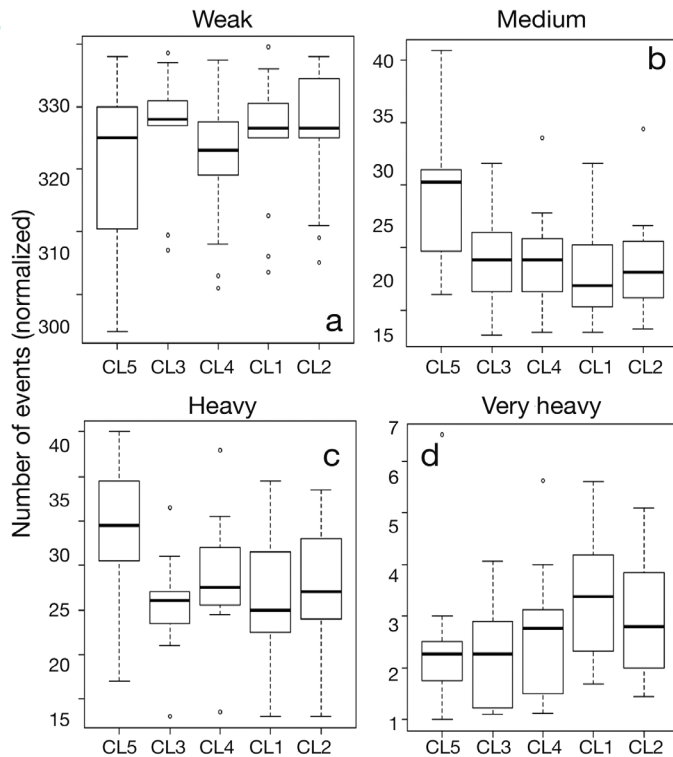 Weak
Medium
Number of events (normalized)
330
320
310
300
a
CL5 CL3 CL4 CL1 CL2
40
35
30
25
20
15
b
CL5 CL3 CL4 CL1 CL2
Heavy
Very heavy
40
35
30
25
20
15
c
CL5 CL3 CL4 CL1 CL2
7
6
5
4
3
2
1
d
CL5 CL3 CL4 CL1 CL2